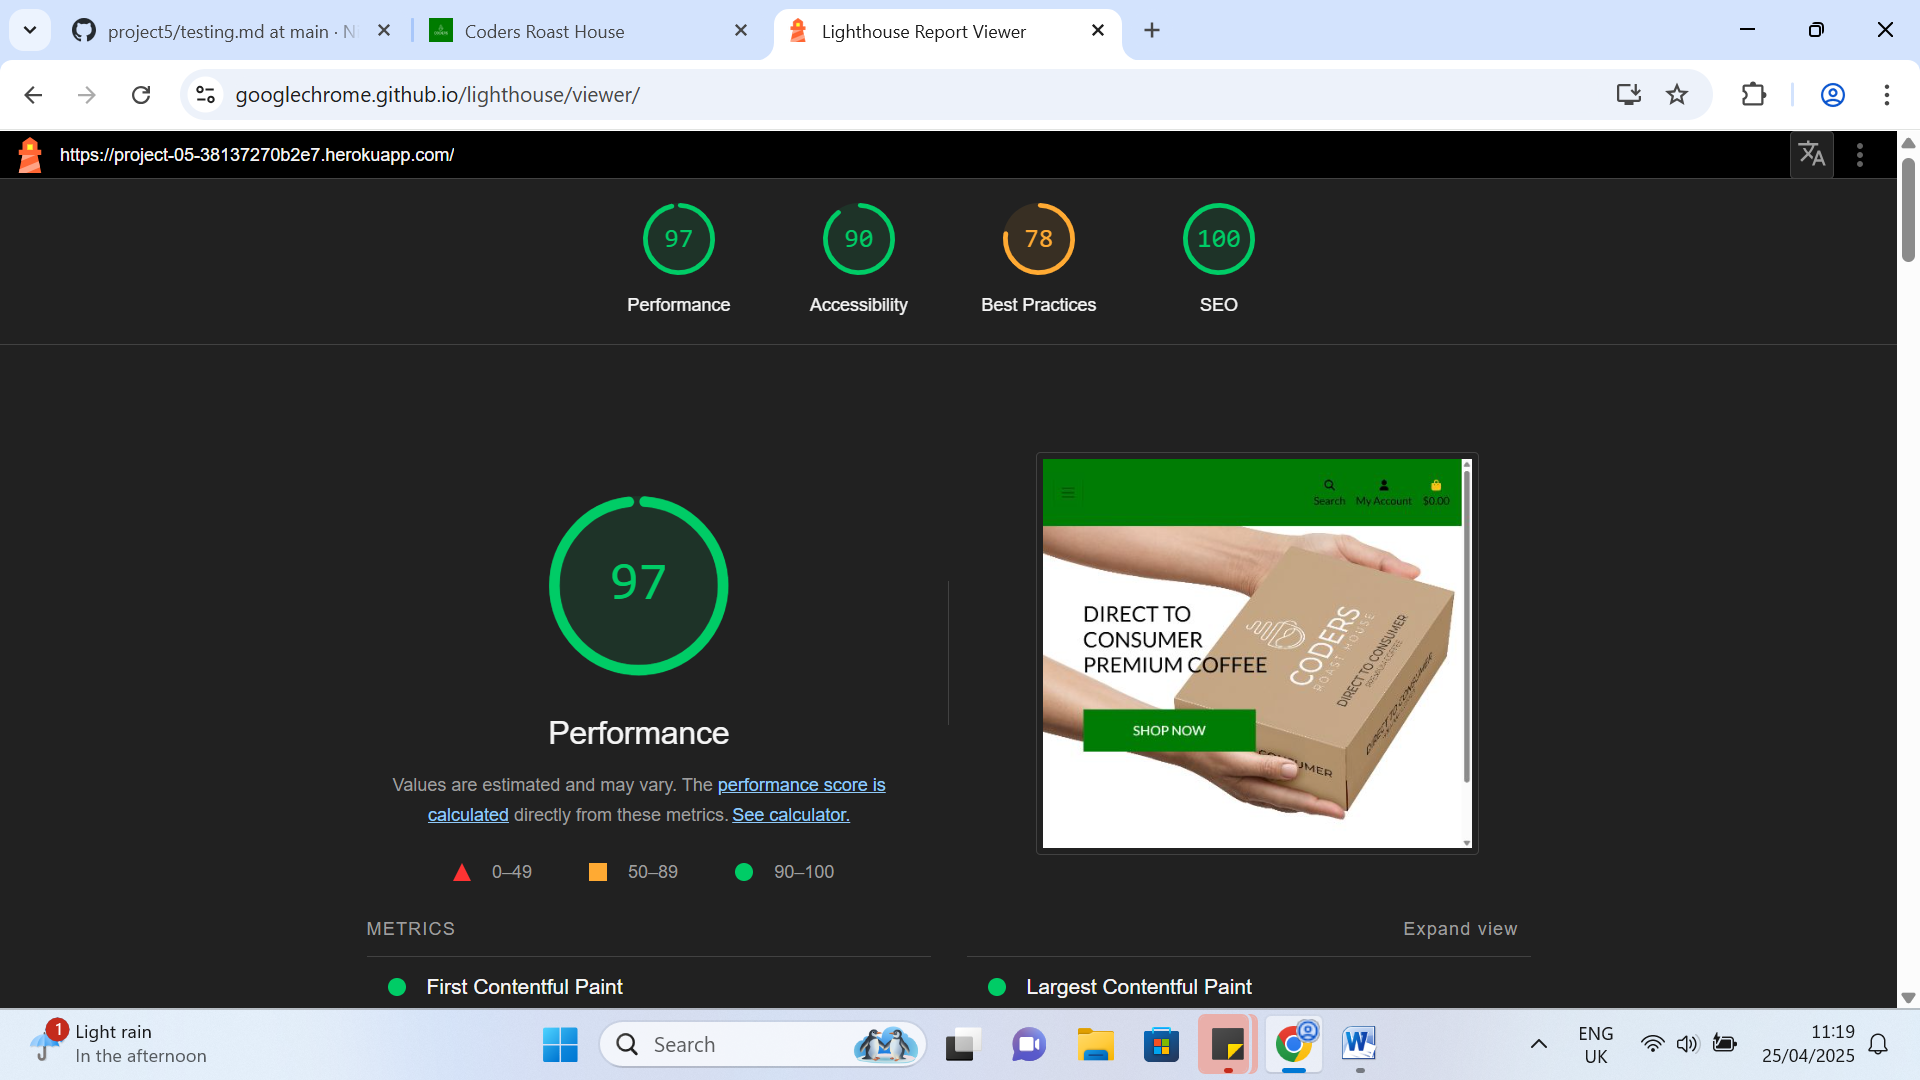 project5/testing.md at main · N
Coders Roast House
Lighthouse Report Viewer
googlechrome.github.io/lighthouse/viewer/
https://project-05-38137270b2e7.herokuapp.com/
97
90
78
100
Performance
Accessibility
Best Practices
SEO
97
Performance
Values are estimated and may vary. The performance score is
calculated directly from these metrics. See calculator.
0–49
50–89
90–100
Search
My Account
$0.00
DIRECT TO
CONSUMER
PREMIUM COFFEE
SHOP NOW
CODERS
ROAST HOUSE
DIRECT TO CONSUMER
PREMIUM COFFEE
METRICS
Expand view
First Contentful Paint
Largest Contentful Paint
1
Light rain
In the afternoon
Search
ENG
UK
11:19
25/04/2025